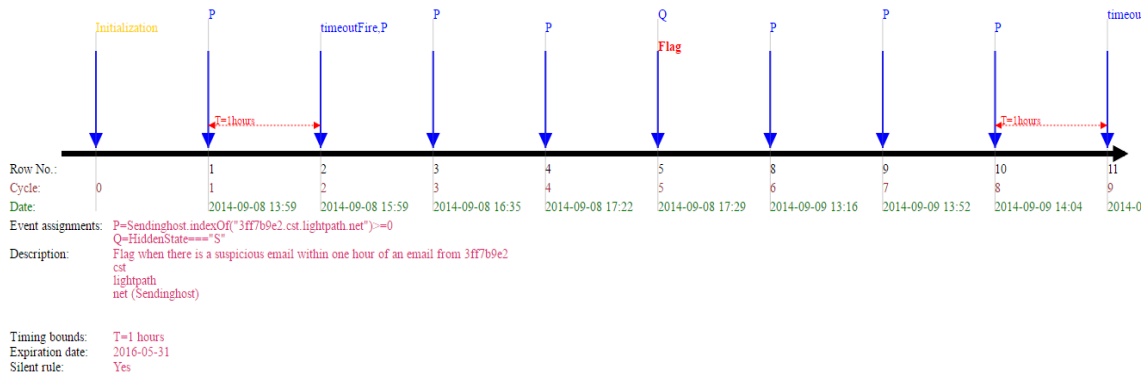 P P Q P
Initialization timeoutFire,P P P P timeout
Flag
T=1hours T=1hours
Row No.: 1 2 3 4 5 8 9 10 11
Cycle: 0 1 2 3 4 5 6 7 8 9
Date: 2014-09-08 13:59 2014-09-08 15:59 2014-09-08 16:35 2014-09-08 17:22 2014-09-08 17:29 2014-09-09 13:16 2014-09-09 13:52 2014-09-09 14:04 2014-0
Event assignments: P=Sendinghost.indexOf("3ff7b9e2.cst.lightpath.net")>=0
Q=HiddenState==="S"
Description: Flag when there is a suspicious email within one hour of an email from 3ff7b9e2
cst
lightpath
net (Sendinghost)
Timing bounds: T=1 hours
Expiration date: 2016-05-31
Silent rule: Yes